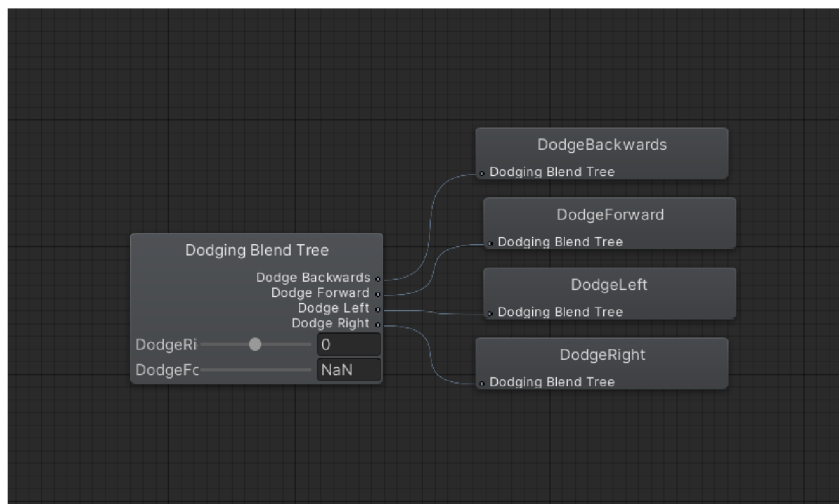 DodgeBackwards
Dodging Blend Tree
DodgeForward
Dodging Blend Tree
Dodging Blend Tree
Dodge Backwards
Dodge Forward
Dodge Left
Dodge Right
DodgeRi 0
DodgeFc NaN
DodgeLeft
Dodging Blend Tree
DodgeRight
Dodging Blend Tree